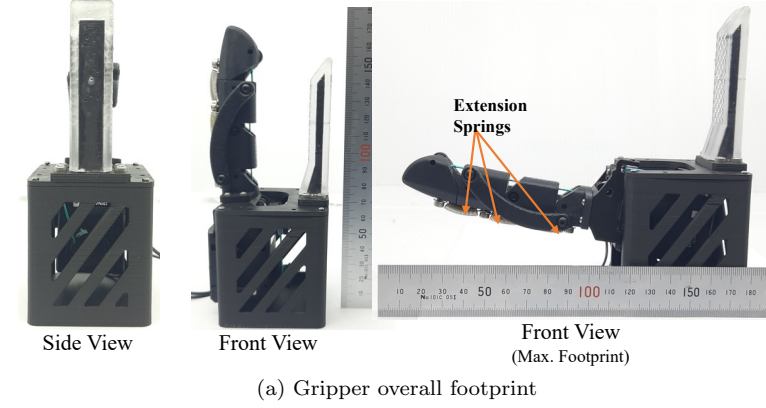 Extension
Springs
10 20 30 40 50 60 70 80 90 100 110 120 130 140 150 160 170 180
Side View
Front View
Front View
(Max. Footprint)
(a) Gripper overall footprint